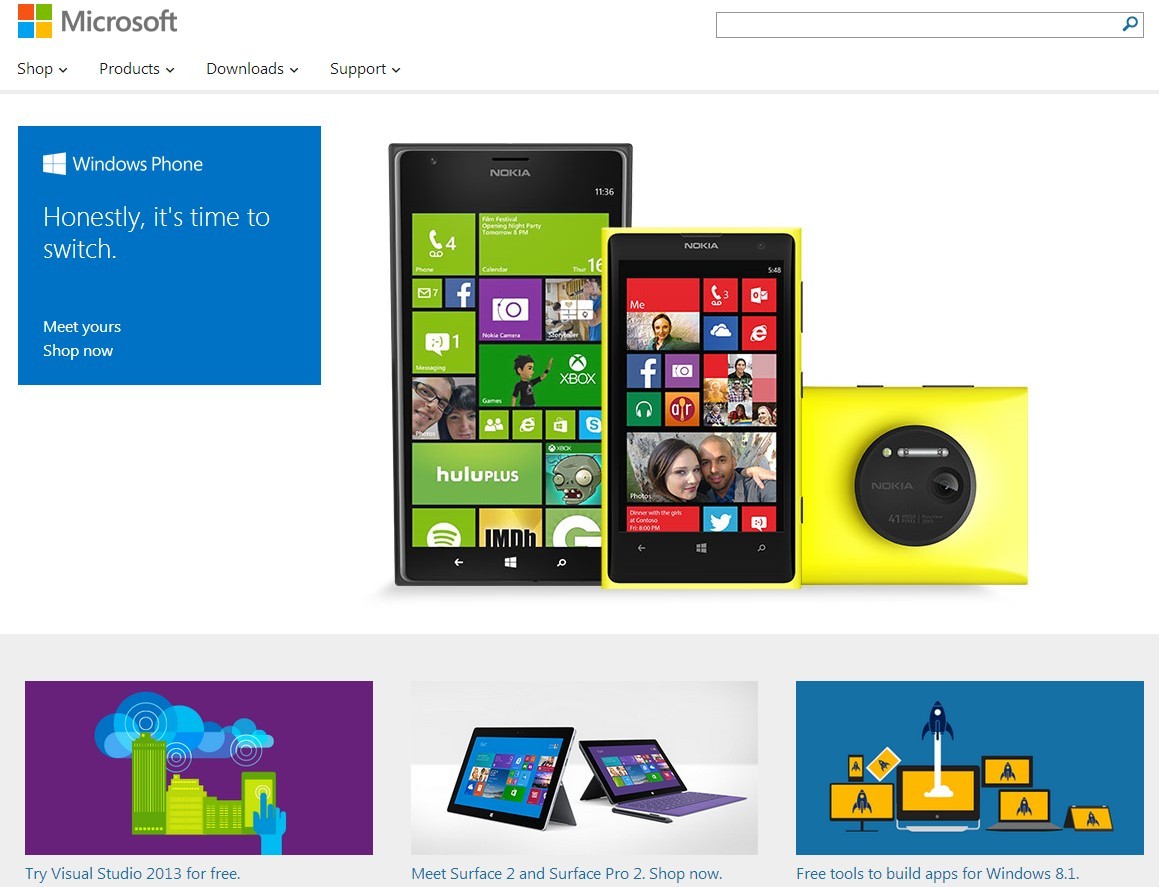 Microsoft
Shop
Products
Downloads
Support
Windows Phone
Honestly, it's time to
switch.
Meet yours
Shop now
NOKIA
11:36
4
Phone
Film Festival
Opening Night Party
Tomorrow 8 PM
Calendar
Thur 16
7
Nokia Camera
Storyteller
1
Messaging
Games
XBOX
Photos
huluPLUS
XBOX
IMDb
NOKIA
5:48
Me
3
air
People
Photos
Dinner with the girls
at Contoso
Fri: 8:00 PM
NOKIA
41
Try Visual Studio 2013 for free.
Meet Surface 2 and Surface Pro 2. Shop now.
Free tools to build apps for Windows 8.1.